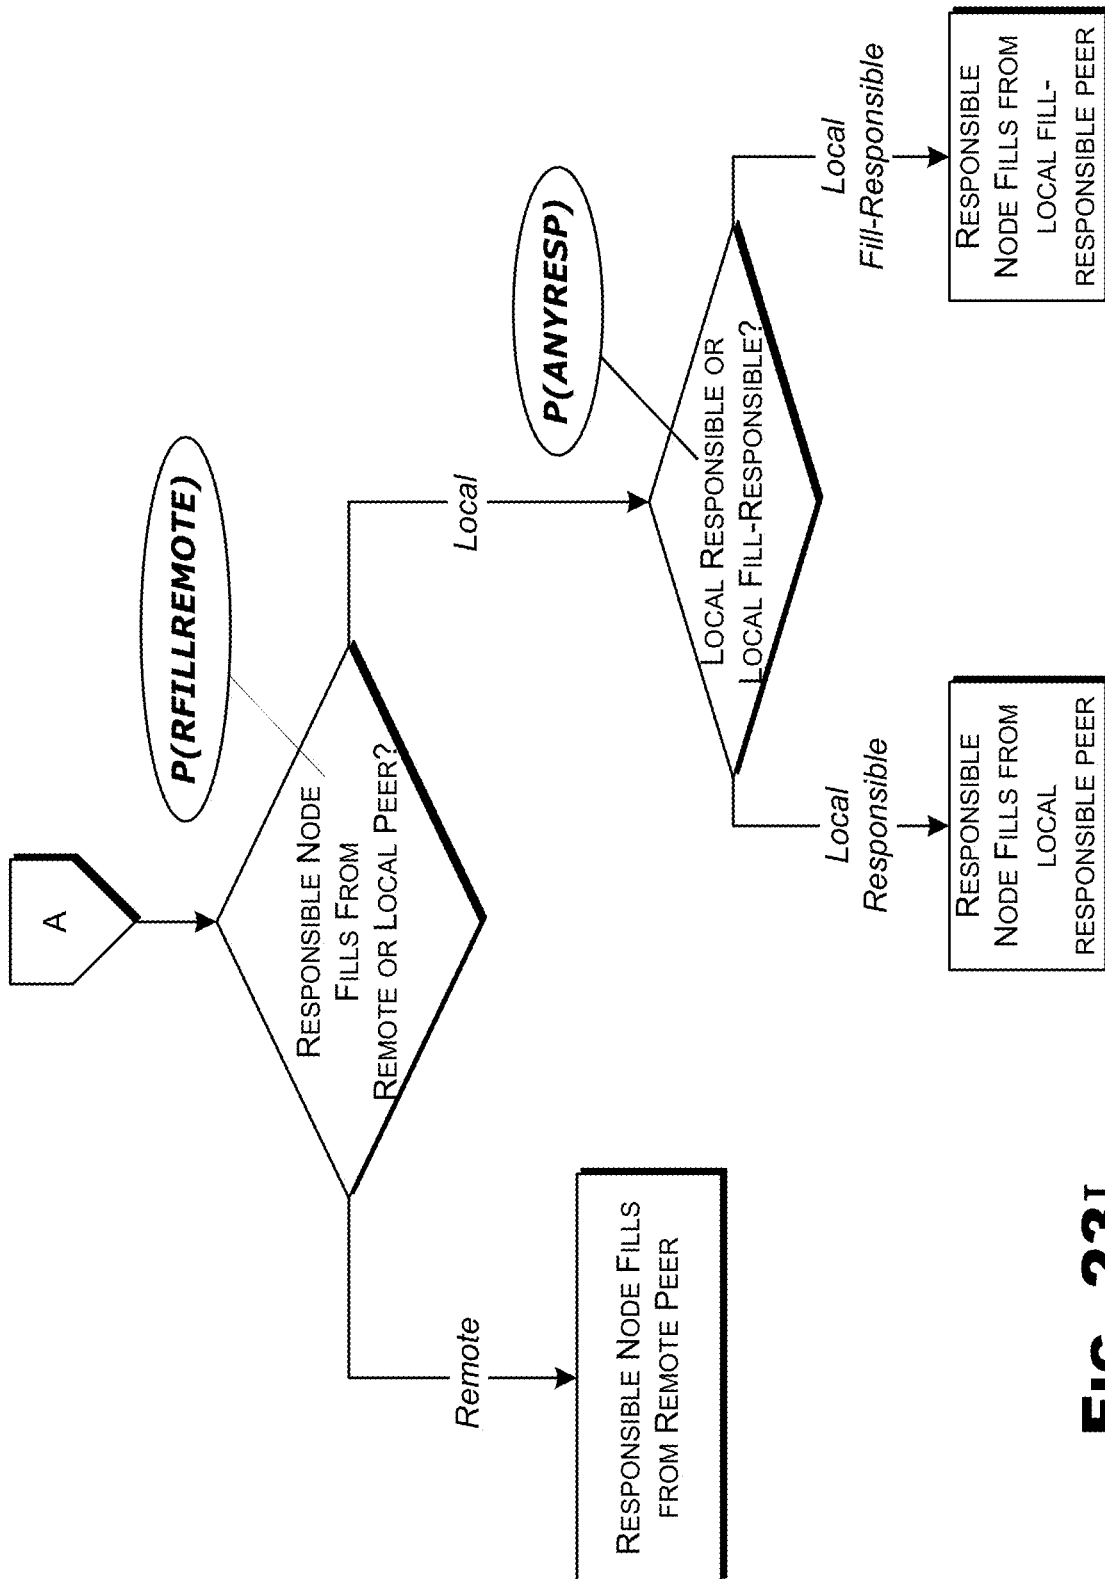 A
P(RFILLREMOTE)
RESPONSIBLE NODE
FILLS FROM
REMOTE OR LOCAL PEER?
Remote
Local
RESPONSIBLE NODE FILLS
FROM REMOTE PEER
P(ANYRESP)
LOCAL RESPONSIBLE OR
LOCAL FILL-RESPONSIBLE?
Local
Responsible
Local
Fill-Responsible
RESPONSIBLE
NODE FILLS FROM
LOCAL
RESPONSIBLE PEER
RESPONSIBLE
NODE FILLS FROM
LOCAL FILL-
RESPONSIBLE PEER
FIG.